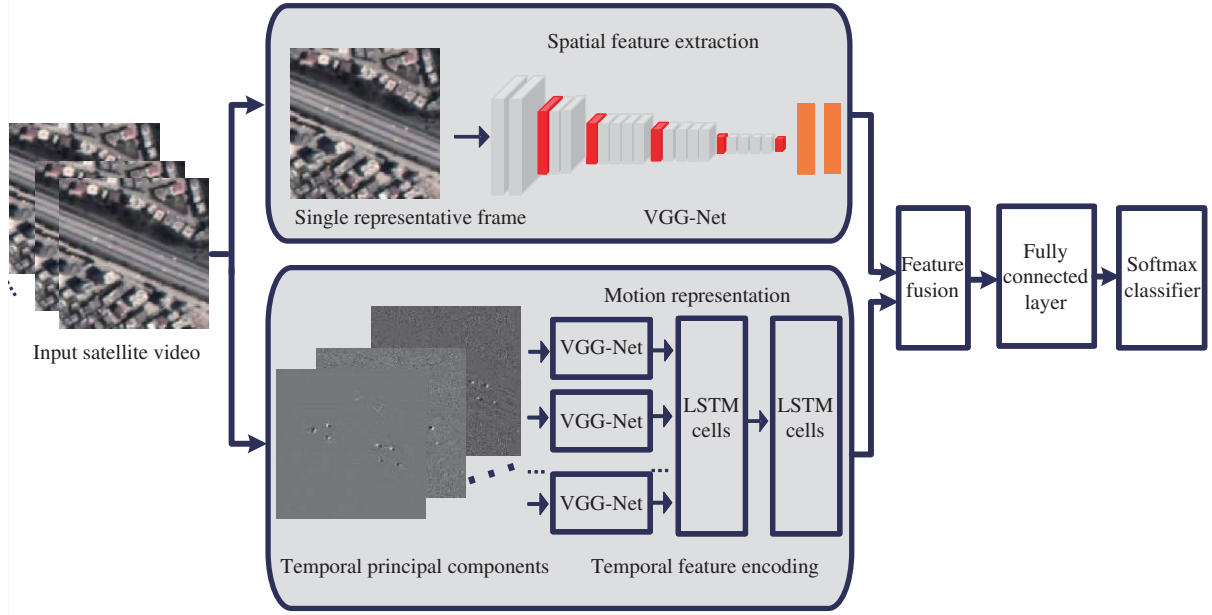 Spatial feature extraction
Single representative frame
VGG-Net
Input satellite video
Motion representation
VGG-Net
VGG-Net
VGG-Net
LSTM
cells
LSTM
cells
Temporal principal components
Temporal feature encoding
Feature
fusion
Fully
connected
layer
Softmax
classifier